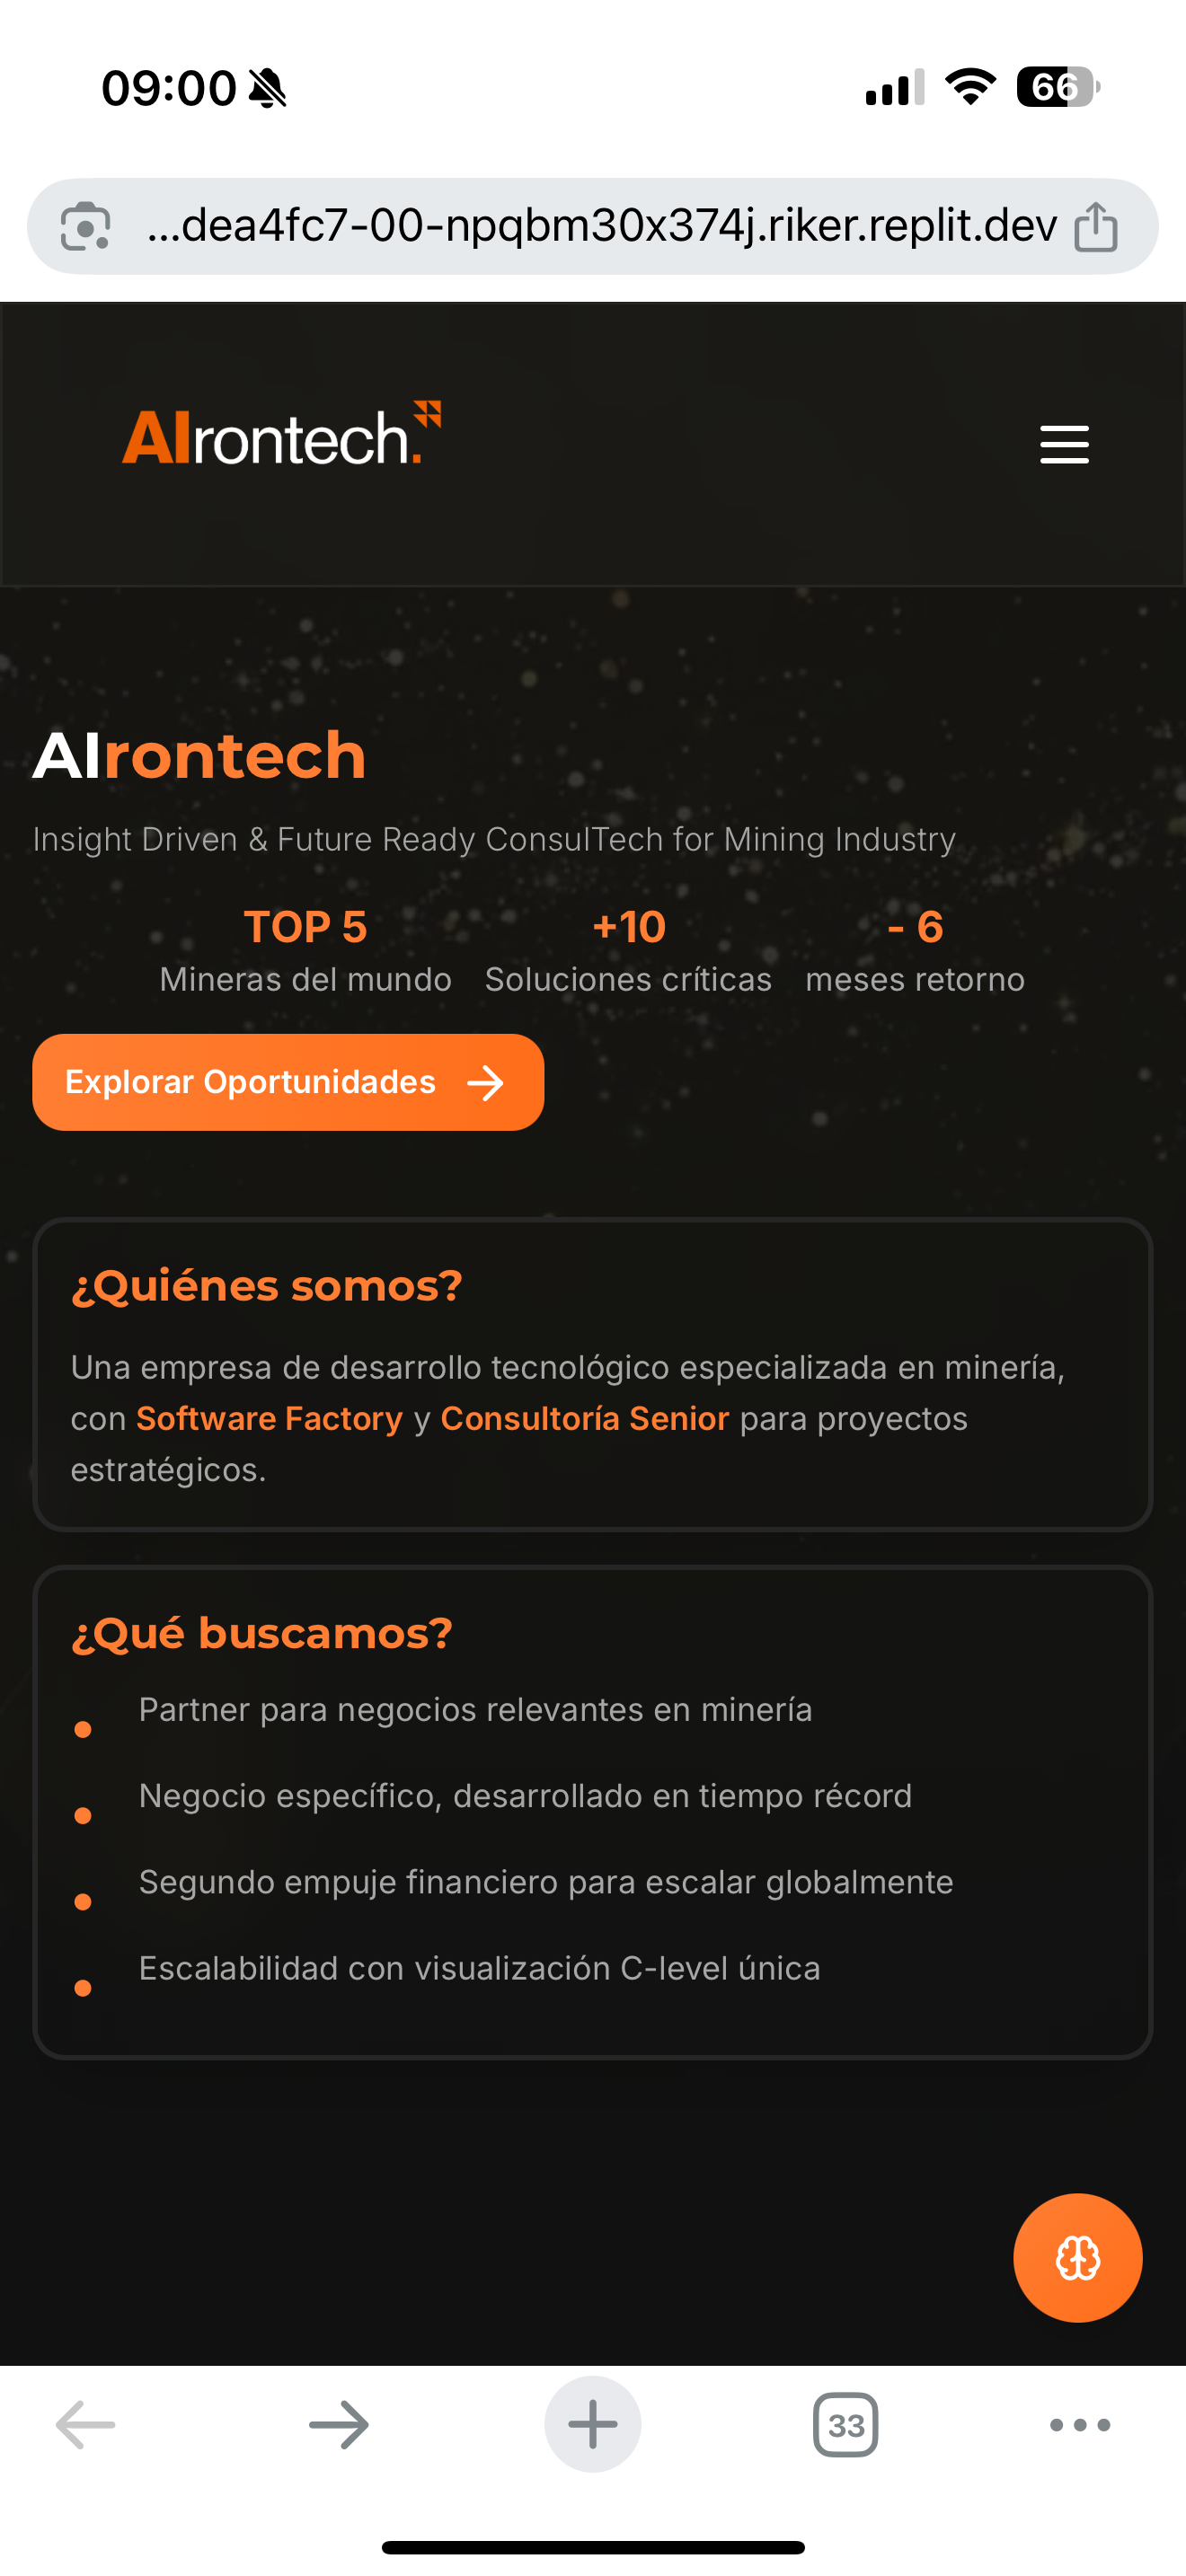 09:00
66
...dea4fc7-00-npqbm30x374j.riker.replit.dev
AIrontech.
AIrontech
Insight Driven & Future Ready ConsulTech for Mining Industry
TOP 5 +10 - 6
Mineras del mundo Soluciones críticas meses retorno
Explorar Oportunidades
¿Quiénes somos?
Una empresa de desarrollo tecnológico especializada en minería,
con Software Factory y Consultoría Senior para proyectos
estratégicos.
¿Qué buscamos?
Partner para negocios relevantes en minería
Negocio específico, desarrollado en tiempo récord
Segundo empuje financiero para escalar globalmente
Escalabilidad con visualización C-level única
33